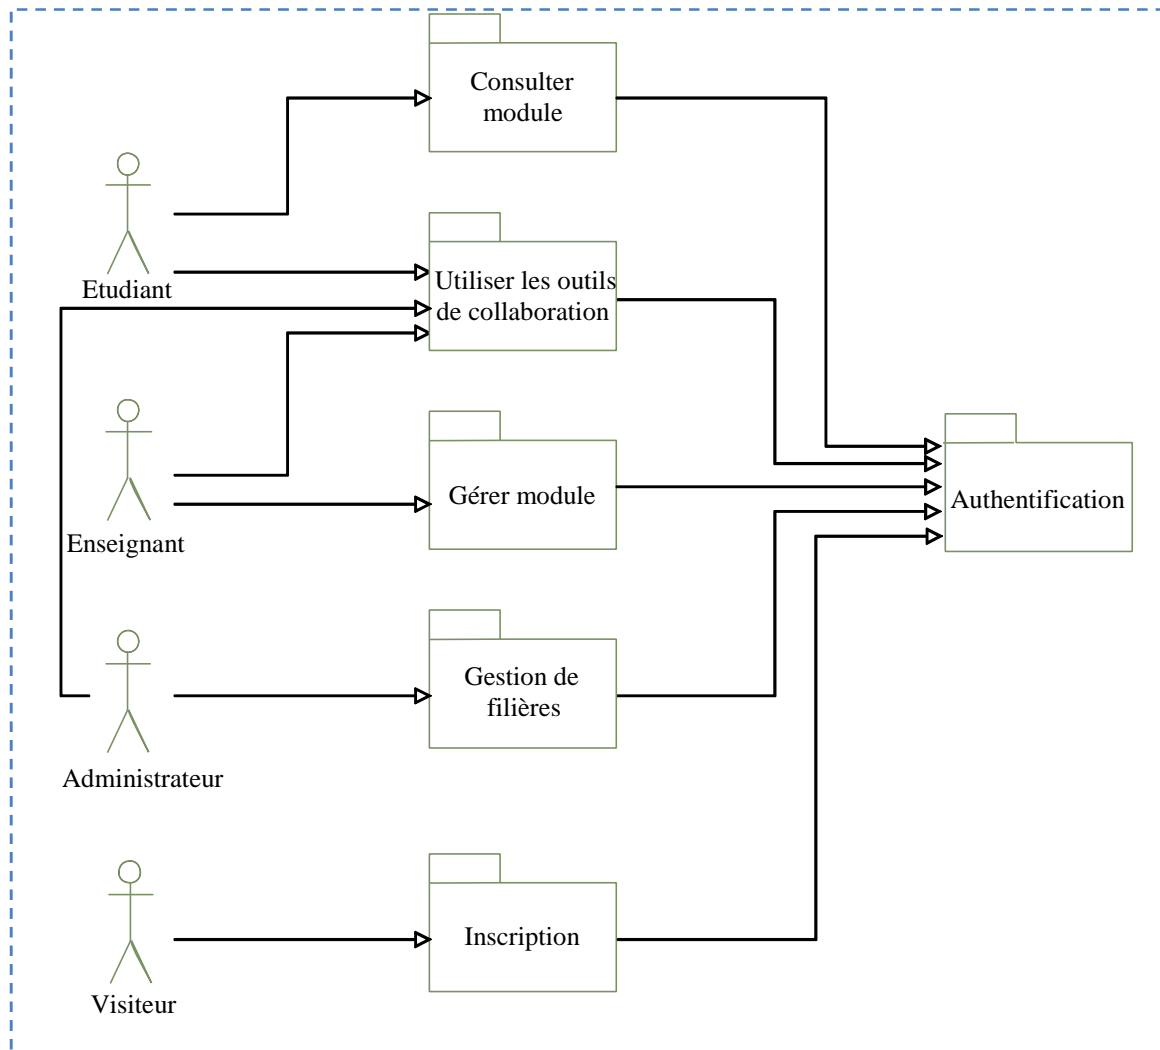 Consulter
module
Etudiant
Utiliser les outils
de collaboration
Enseignant
Gérer module
Authentification
Administrateur
Gestion de
filières
Visiteur
Inscription